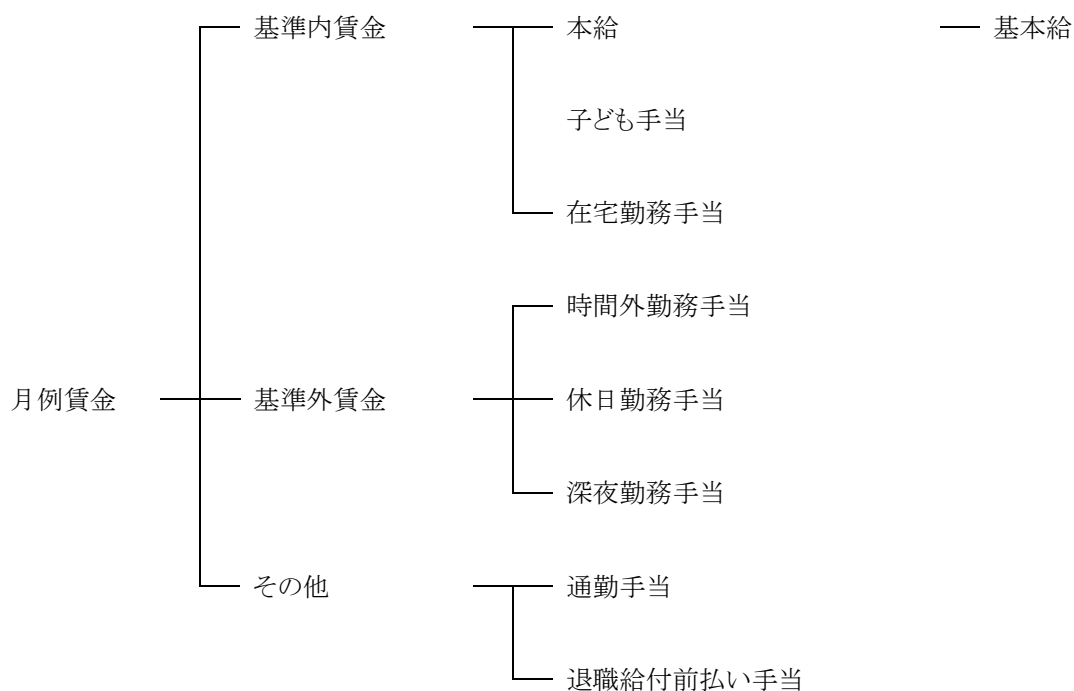 基準内賃金 本給 基本給
子ども手当
在宅勤務手当
時間外勤務手当
月例賃金 基準外賃金 休日勤務手当
深夜勤務手当
その他 通勤手当
退職給付前払い手当